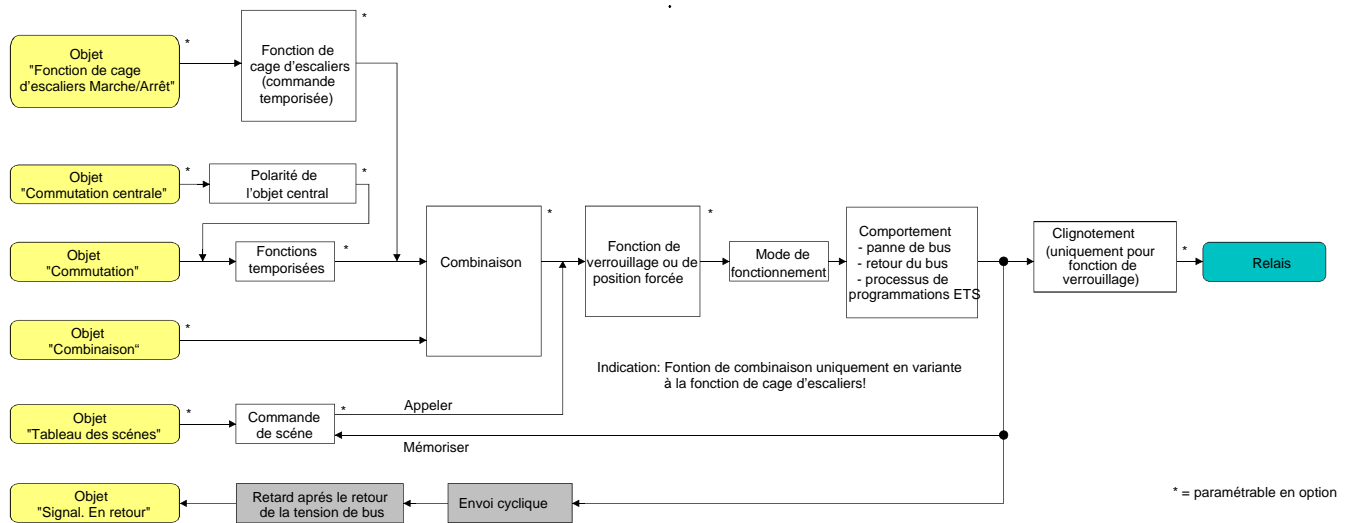 Objet
"Fonction de cage
d'escaliers Marche/Arrêt"
*
Fonction de
cage d'escaliers
(commande
temporisée)
*
Objet
"Commutation centrale"
*
Polarité de
l'objet central
*
Objet
"Commutation"
*
Fonctions
temporisées
*
Combinaison
*
Fonction de
verrouillage ou de
position forcée
*
Mode de
fonctionnement
Comportement
- panne de bus
- retour du bus
- processus de
programmations ETS
Clignotement
(uniquement pour
fonction de
verrouillage)
*
Relais
Objet
"Combinaison“
*
Indication: Fontion de combinaison uniquement en variante
à la fonction de cage d'escaliers!
Objet
"Tableau des scénes"
*
Commande
de scéne
*
Appeler
Mémoriser
Objet
"Signal. En retour"
Retard aprés le retour
de la tension de bus
Envoi cyclique
* = paramétrable en option